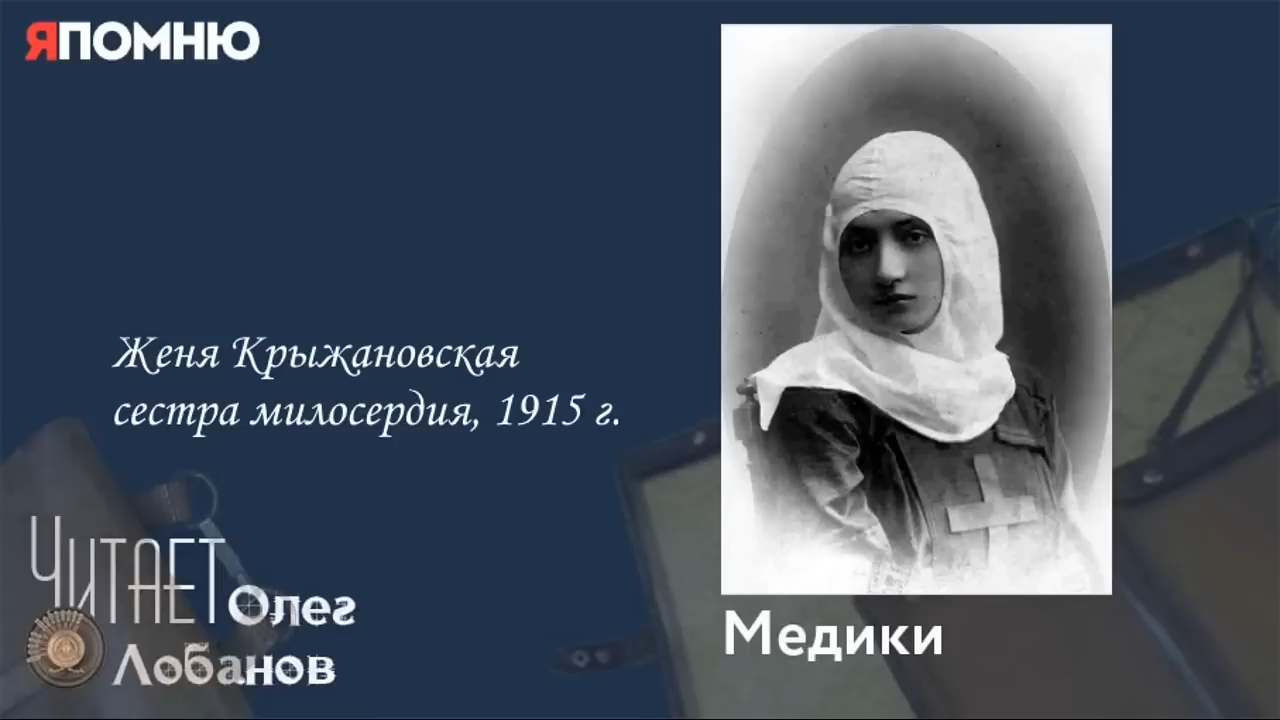 ЯПОМНЮ
Женя Крыжановская
сестра милосердия, 1915 г.
Читает
Олег
Лобанов
Медики